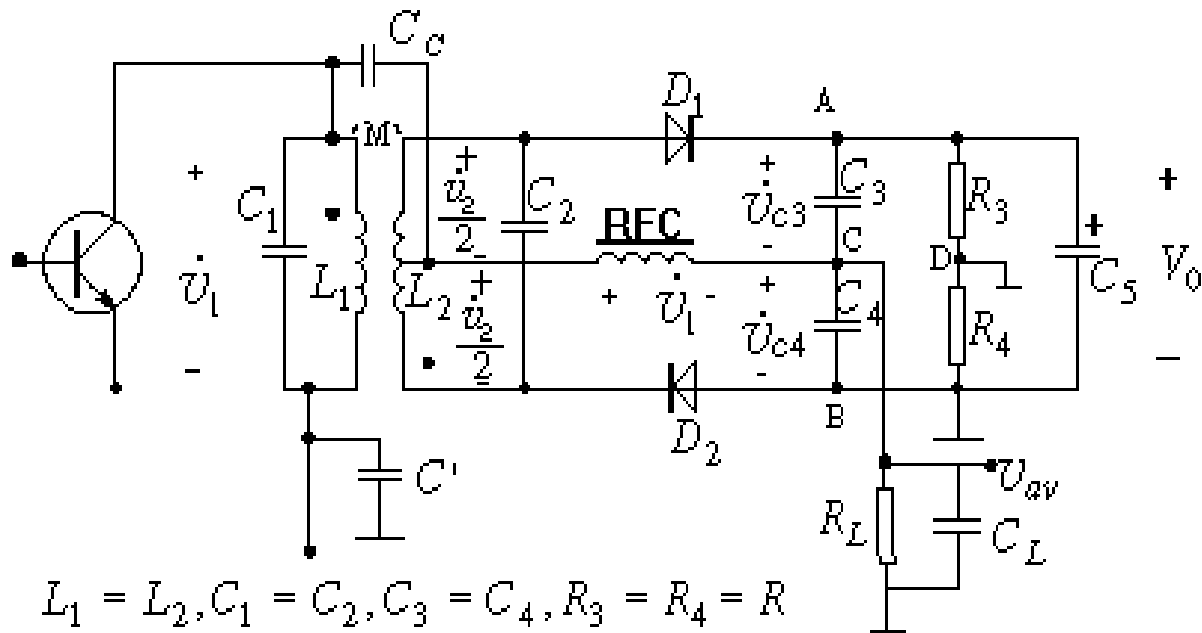 C_C
D_1
A
M
+
C_1
υ̇_1
-
L_1
L_2
+
υ̇_2/2
-
+
υ̇_2/2
-
C_2
RFC
+ υ̇_1 -
+
υ̇_c3
-
C_3
C
+
υ̇_c4
-
C_4
D
R_3
R_4
+
C_5
+
V_0
-
B
D_2
C'
υ_av
R_L
C_L
L_1 = L_2, C_1 = C_2, C_3 = C_4, R_3 = R_4 = R